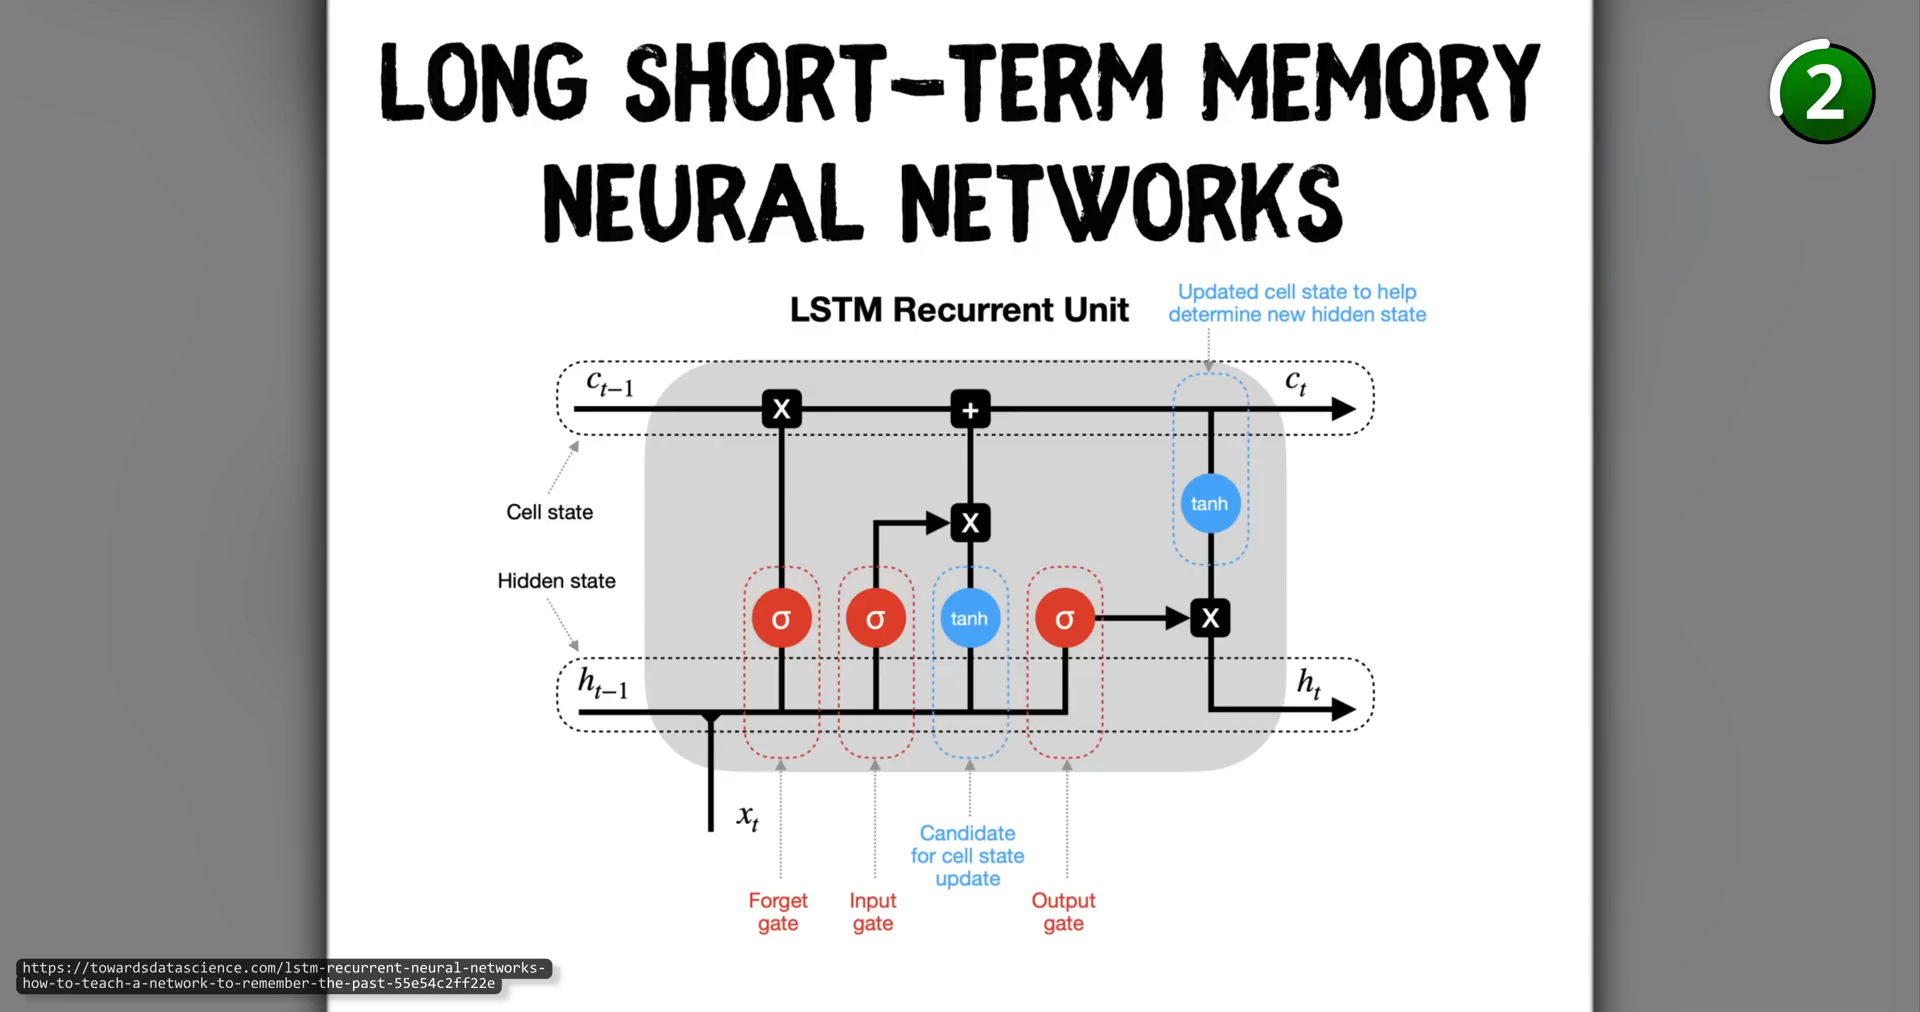 LONG SHORT-TERM MEMORY
NEURAL NETWORKS
2
LSTM Recurrent Unit
Updated cell state to help
determine new hidden state
c_{t-1}
c_t
X
+
Cell state
X
tanh
Hidden state
σ
σ
tanh
σ
X
h_{t-1}
h_t
x_t
Candidate
for cell state
update
Forget
gate
Input
gate
Output
gate
https://towardsdatascience.com/lstm-recurrent-neural-networks-
how-to-teach-a-network-to-remember-the-past-55e54c2ff22e